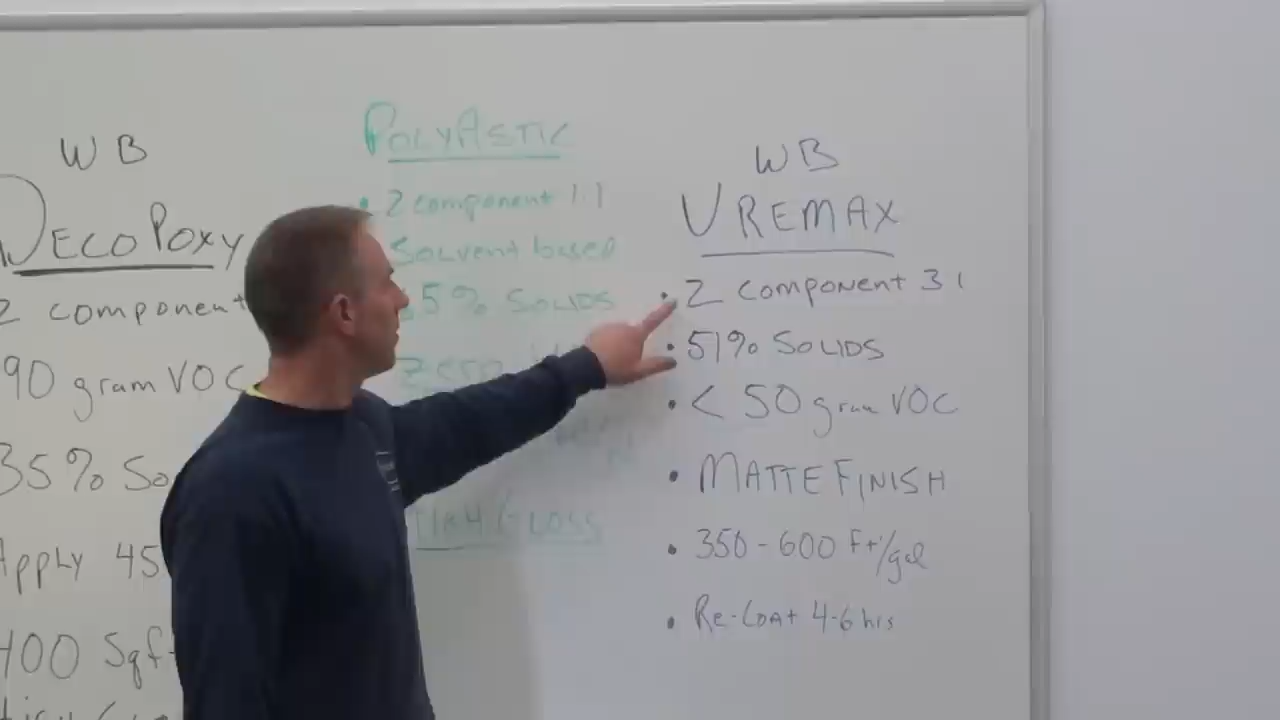 WB
DECOPOXY
2 component
90 gram VOC
35% So
Apply 45
400 Sqft
POLYASTIC
• 2 component 1:1
Solvent based
5% SOLIDS
ZERO
HIGH GLOSS
WB
UREMAX
• 2 component 3:1
• 51% SOLIDS
• < 50 gram VOC
• MATTE FINISH
• 350-600 Ft²/gal
• Re-COAT 4-6 hrs